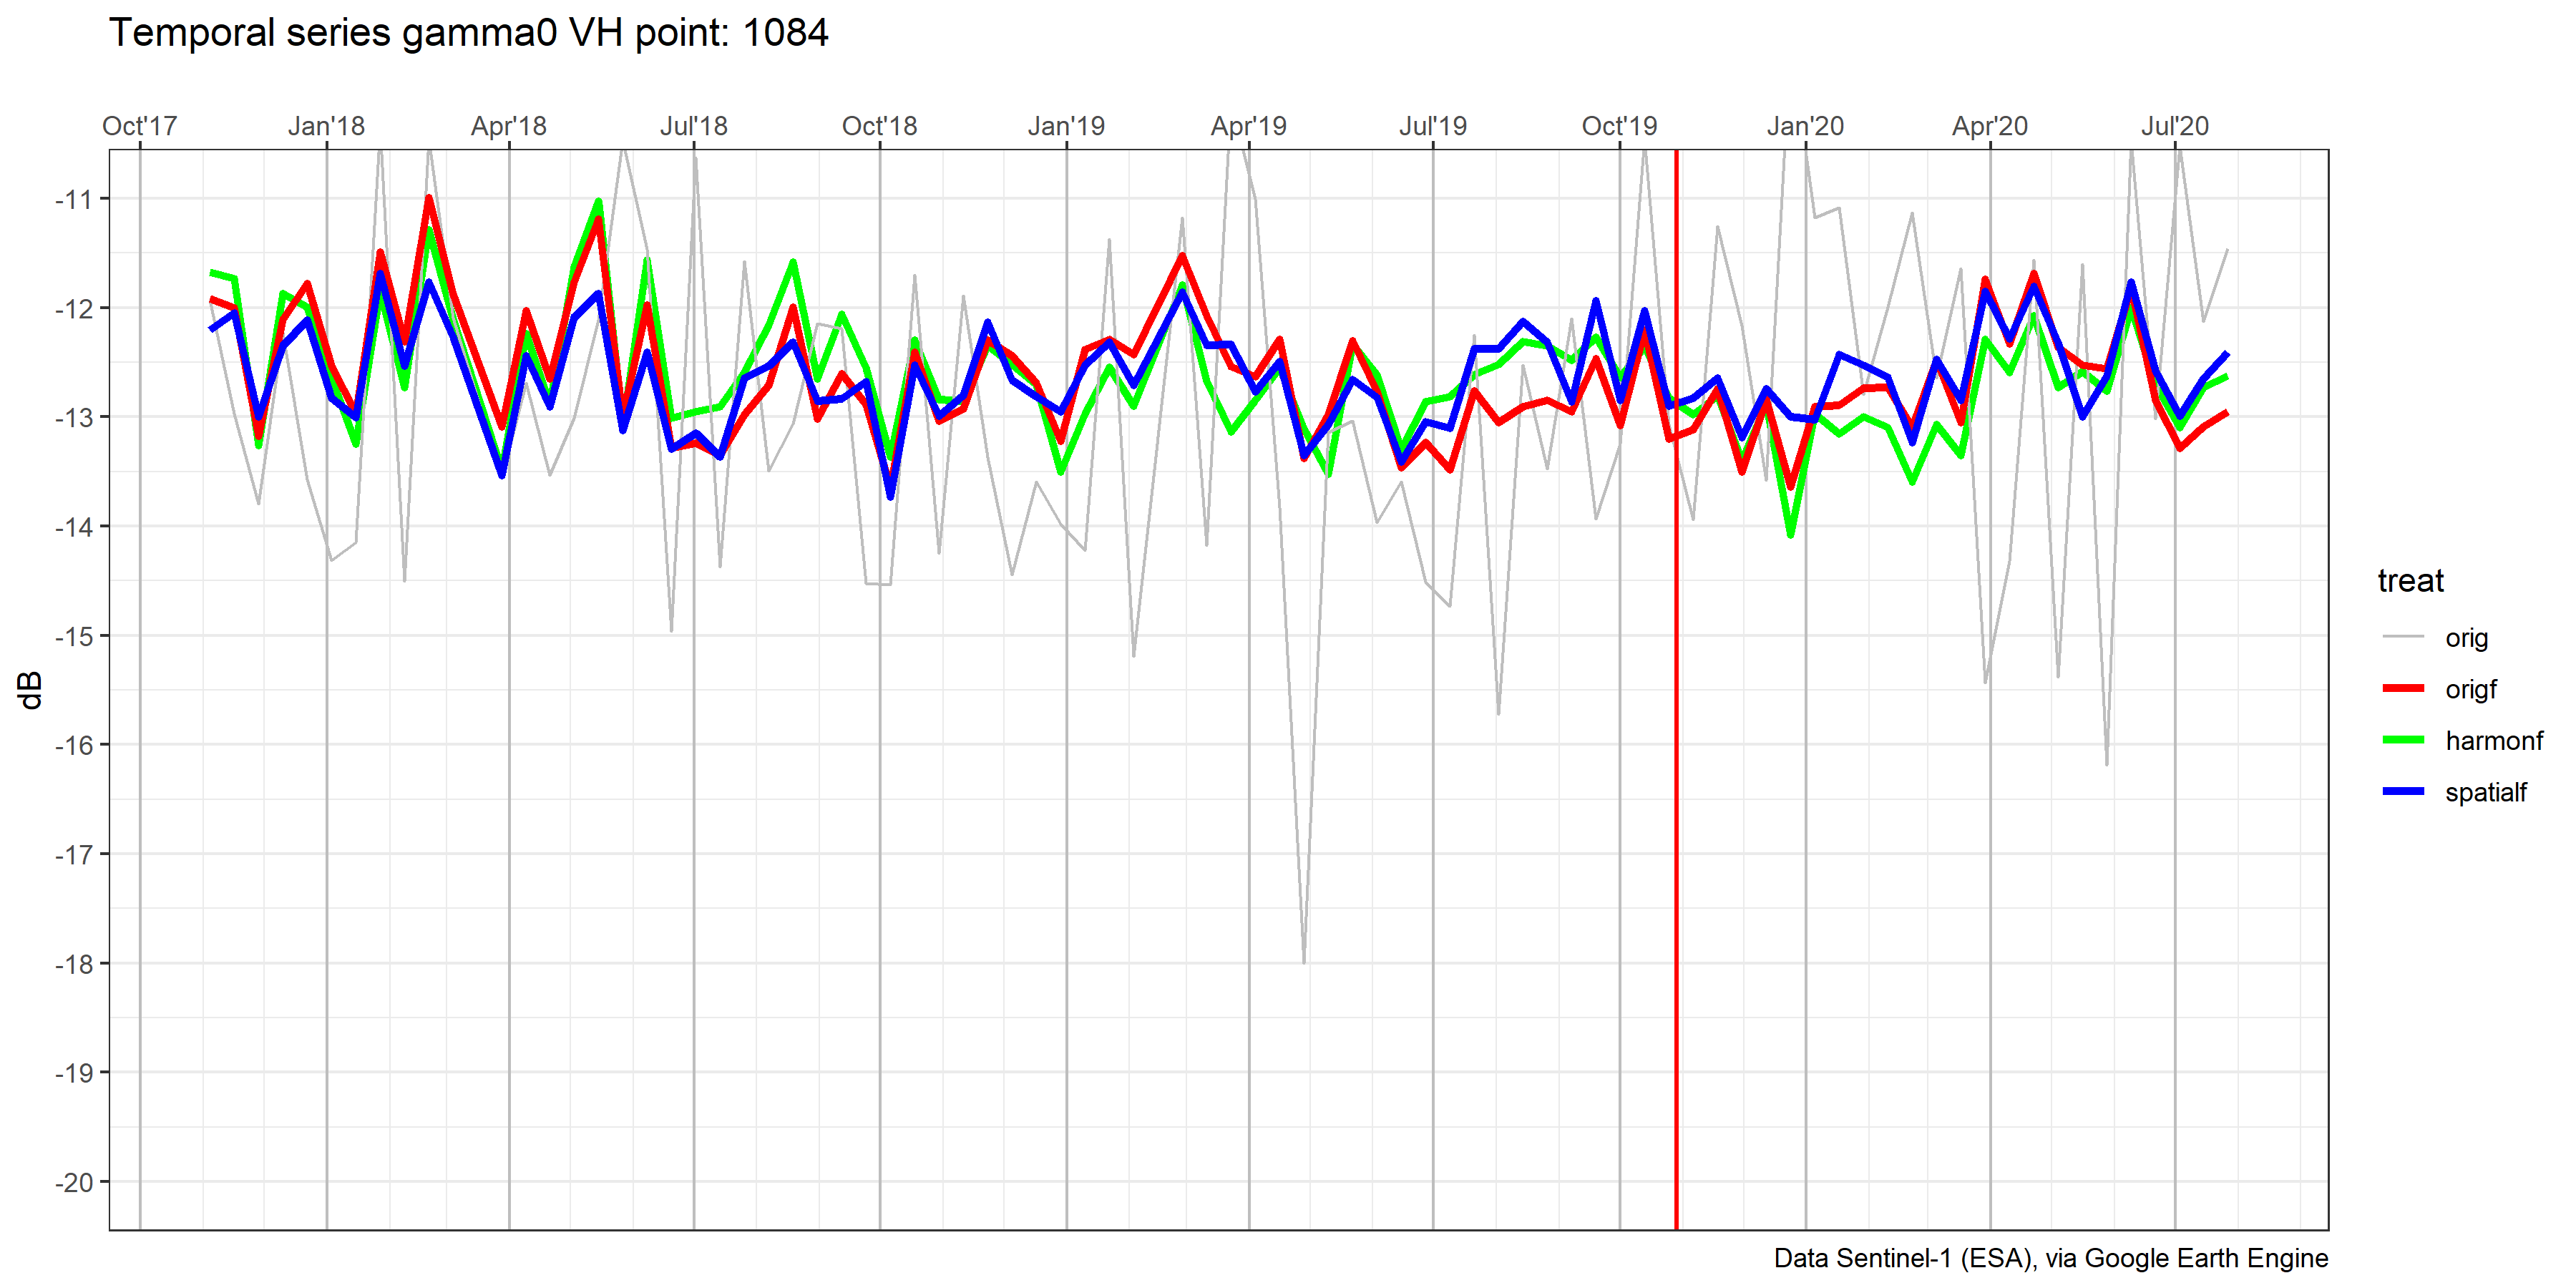 Temporal series gamma0 VH point: 1084
Oct'17 Jan'18 Apr'18 Jul'18 Oct'18 Jan'19 Apr'19 Jul'19 Oct'19 Jan'20 Apr'20 Jul'20
-11
-12
-13
-14
-15
-16
-17
-18
-19
-20
dB
treat
orig
origf
harmonf
spatialf
Data Sentinel-1 (ESA), via Google Earth Engine